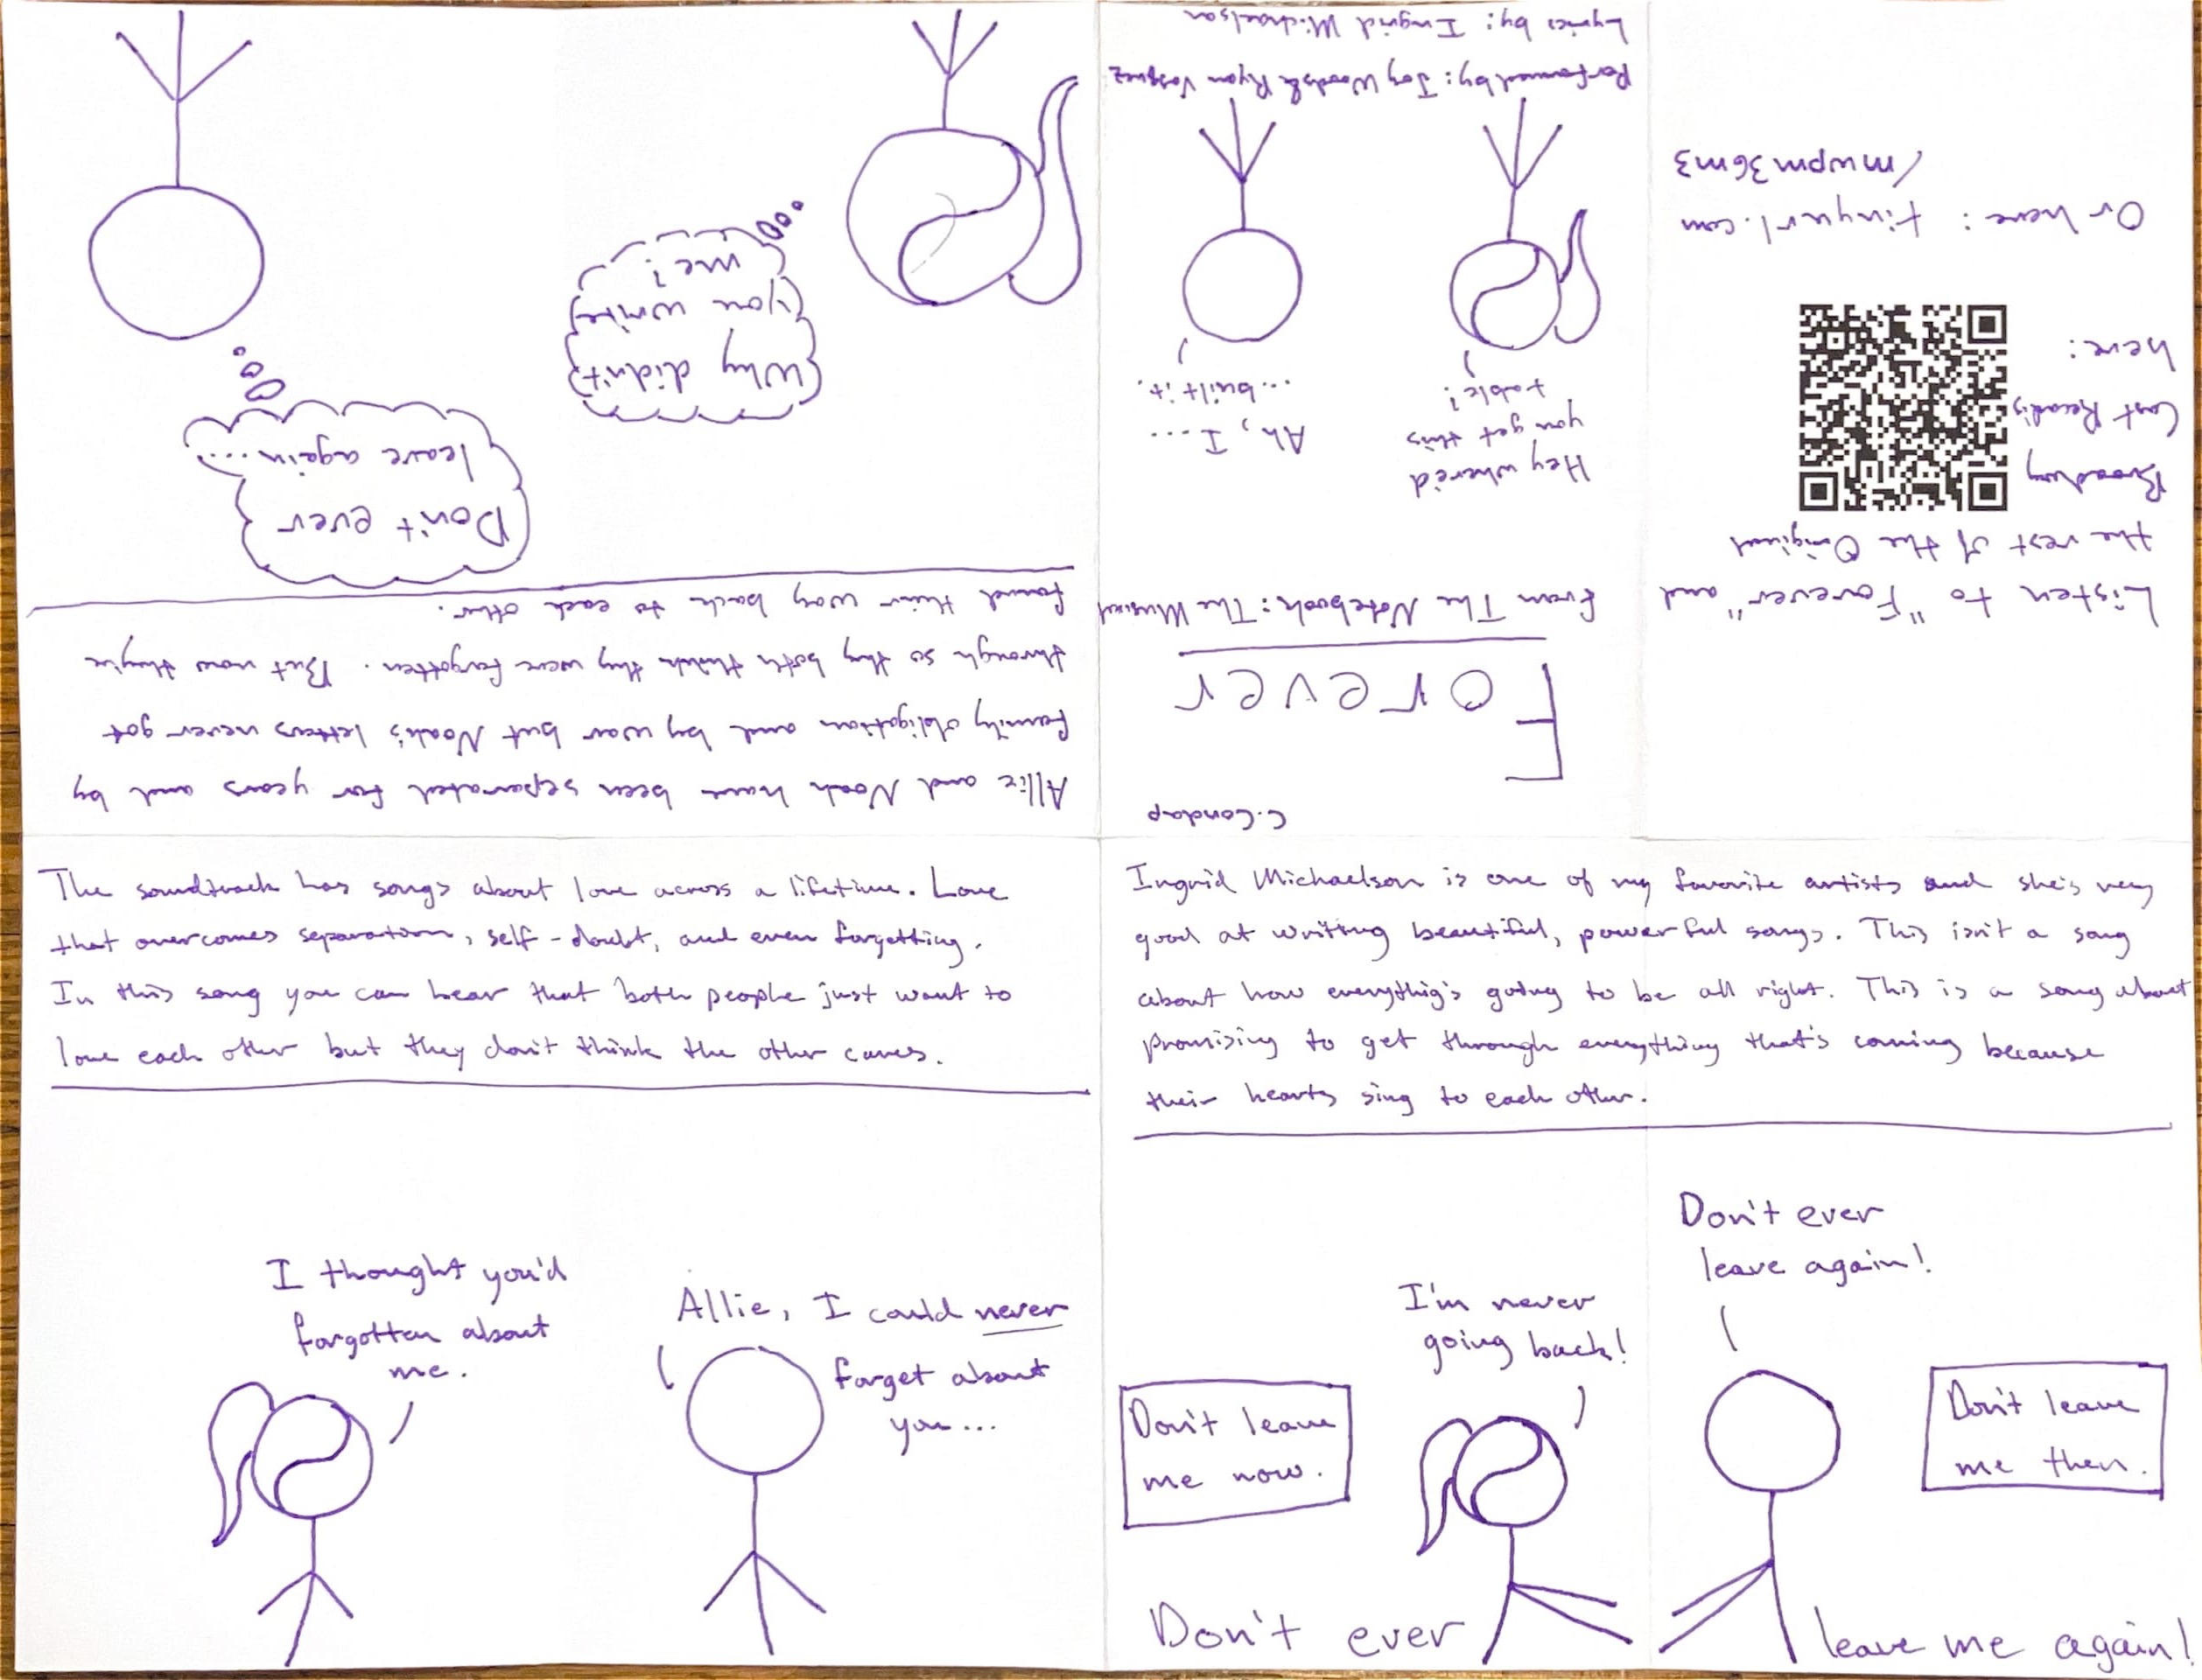 C. Condap
Forever
From The Notebook: The Musical
Hey where'd
you get this
table?
Ah, I...
...built it.
Performed by: Joy Woods & Ryan Vasquez
Lyrics by: Ingrid Michaelson
Allie and Noah have been separated for years and by
family obligation and by war but Noah's letters never got
through so they both think they were forgotten. But now they're
found their way back to each other.
Why didn't
you write
me?
Don't ever
leave again...
The soundtrack has songs about love across a lifetime. Love
that overcomes separation, self-doubt, and even forgetting.
In this song you can hear that both people just want to
love each other but they don't think the other cares.
I thought you'd
forgotten about
me.
Allie, I could never
forget about
you...
Ingrid Michaelson is one of my favorite artists and she's very
good at writing beautiful, powerful songs. This isn't a song
about how everythig's going to be all right. This is a song about
promising to get through everything that's coming because
their hearts sing to each other.
Don't leave
me now.
I'm never
going back!
Don't ever
leave again!
Don't leave
me then.
Don't ever leave me again!
Listen to "Forever" and
the rest of the Original
Broadway
Cast Recordig
here:
Or here: tinyurl.com
/mwpm36m3